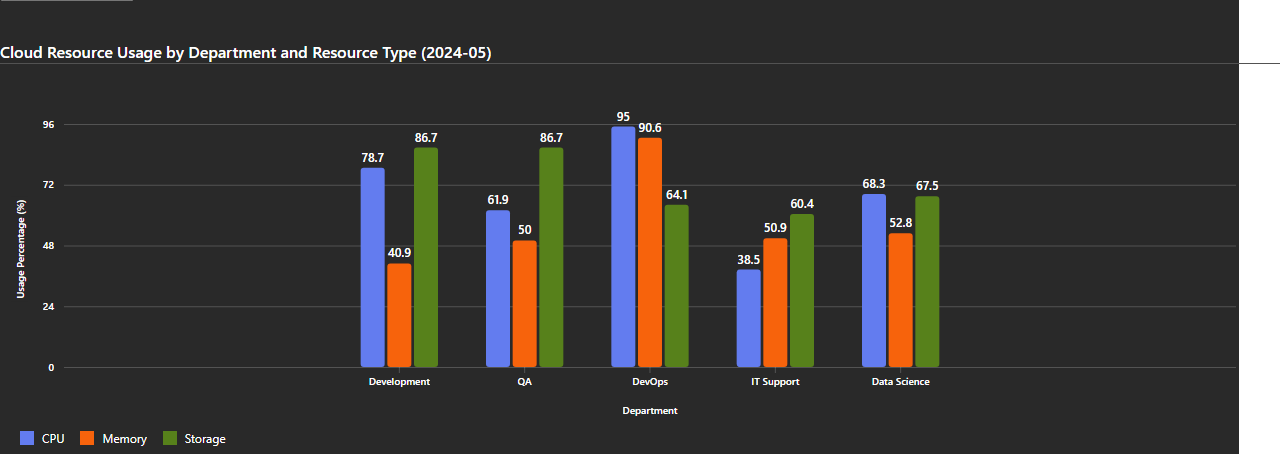 Cloud Resource Usage by Department and Resource Type (2024-05)
96
72
48
24
0
Usage Percentage (%)
78.7
40.9
86.7
61.9
50
86.7
95
90.6
64.1
38.5
50.9
60.4
68.3
52.8
67.5
Development
QA
DevOps
IT Support
Data Science
Department
CPU
Memory
Storage